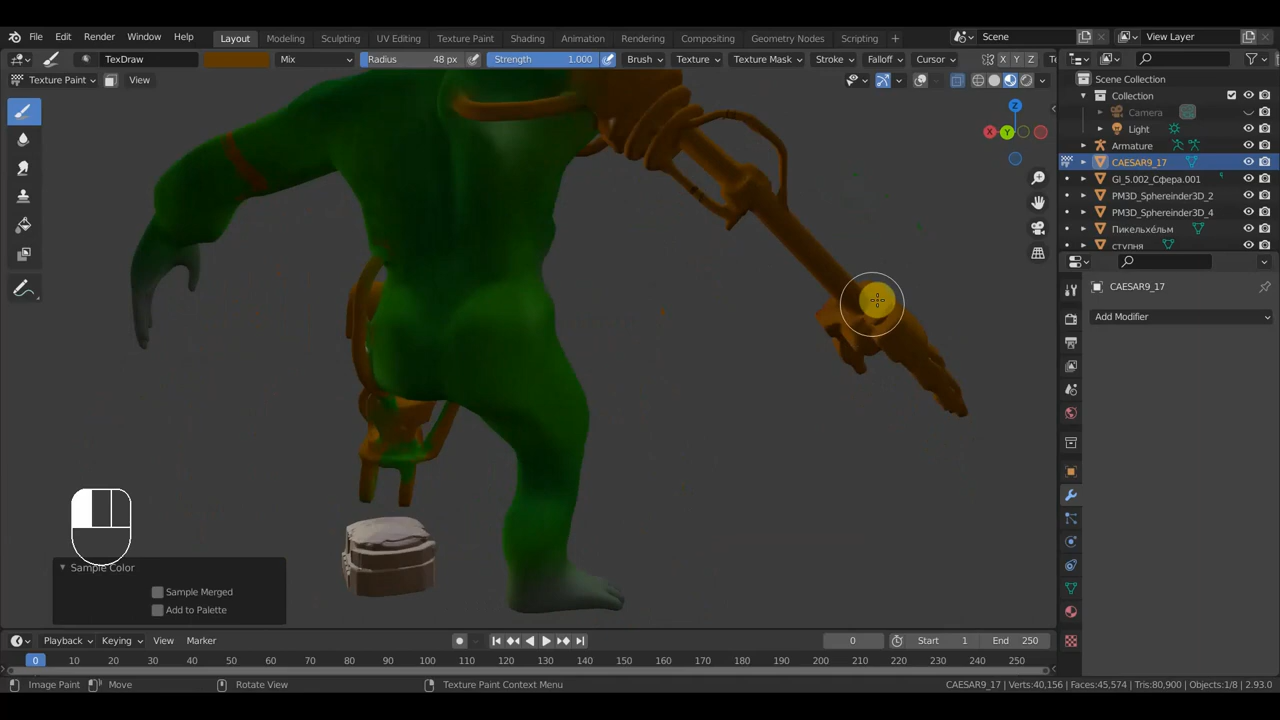 File Edit Render Window Help Layout Modeling Sculpting UV Editing Texture Paint Shading Animation Rendering Compositing Geometry Nodes Scripting + Scene View Layer
TexDraw Mix Radius 48 px Strength 1.000 Brush Texture Texture Mask Stroke Falloff Cursor X Y Z Te
Texture Paint View
Scene Collection
Collection
Camera
Light
Armature
CAESAR9_17
GI_5.002_Сфера.001
PM3D_Sphereinder3D_2
PM3D_Sphereinder3D_4
Пикельхе́льм
ступня
Z
X Y
CAESAR9_17
Add Modifier
Sample Color
Sample Merged
Add to Palette
Playback Keying View Marker 0 Start 1 End 250
0 10 20 30 40 50 60 70 80 90 100 110 120 130 140 150 160 170 180 190 200 210 220 230 240 250
Image Paint Move Rotate View Texture Paint Context Menu CAESAR9_17 | Verts:40,156 | Faces:45,574 | Tris:80,900 | Objects:1/8 | 2.93.0